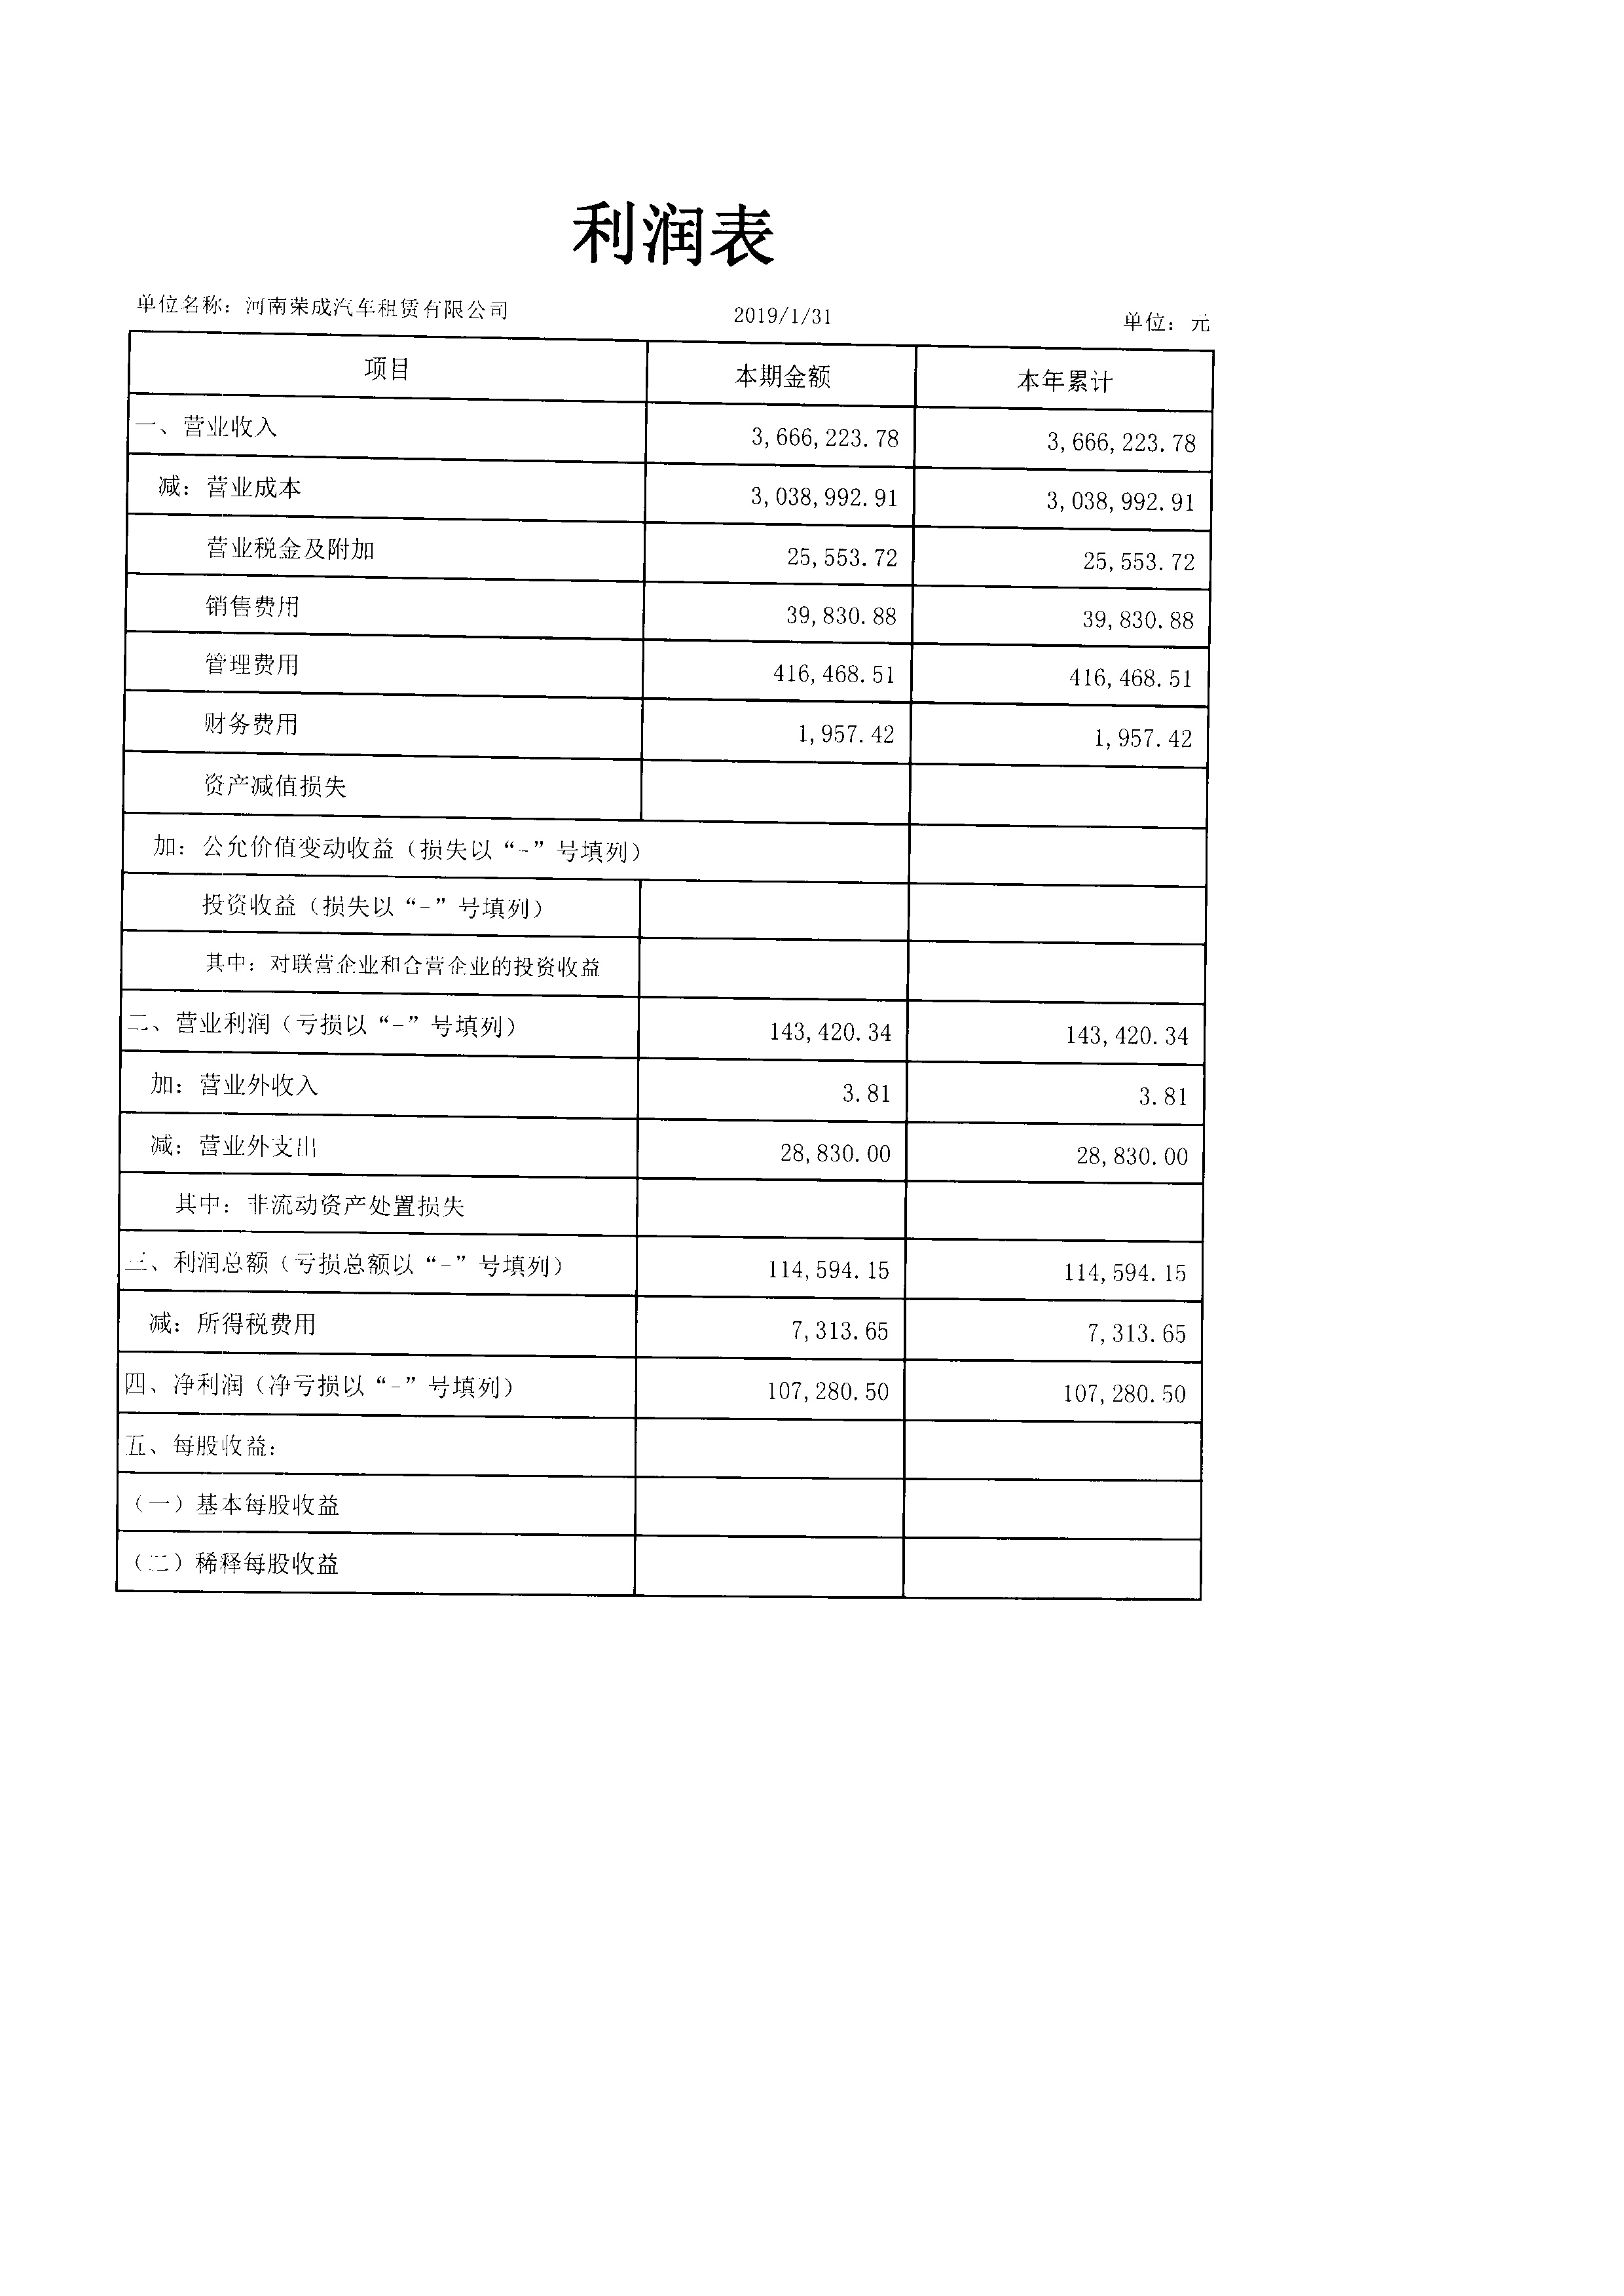 利润表
单位名称：河南荣成汽车租赁有限公司 2019/1/31 单位：元
项目 本期金额 本年累计
一、营业收入 3,666,223.78 3,666,223.78
减：营业成本 3,038,992.91 3,038,992.91
营业税金及附加 25,553.72 25,553.72
销售费用 39,830.88 39,830.88
管理费用 416,468.51 416,468.51
财务费用 1,957.42 1,957.42
资产减值损失
加：公允价值变动收益（损失以“-”号填列）
投资收益（损失以“-”号填列）
其中：对联营企业和合营企业的投资收益
二、营业利润（亏损以“-”号填列） 143,420.34 143,420.34
加：营业外收入 3.81 3.81
减：营业外支出 28,830.00 28,830.00
其中：非流动资产处置损失
三、利润总额（亏损总额以“-”号填列） 114,594.15 114,594.15
减：所得税费用 7,313.65 7,313.65
四、净利润（净亏损以“-”号填列） 107,280.50 107,280.50
五、每股收益：
（一）基本每股收益
（二）稀释每股收益